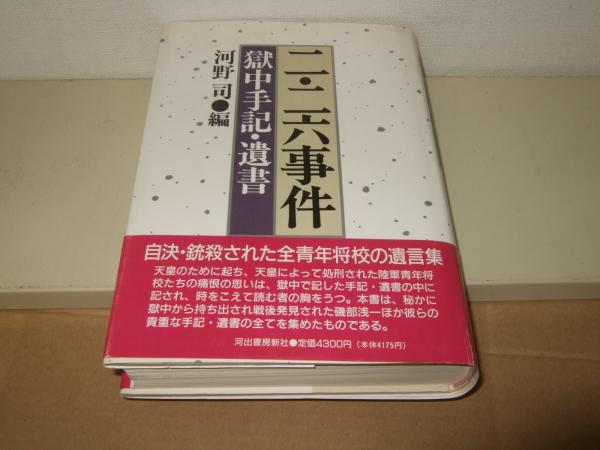 二・二六事件
獄中手記・遺書
河野 司●編
自決・銃殺された全青年将校の遺言集
天皇のために起ち、天皇によって処刑された陸軍青年将
校たちの痛恨の思いは、獄中で記した手記・遺書の中に
記され、時をこえて読む者の胸をうつ。本書は、秘かに
獄中から持ち出され戦後発見された磯部浅一ほか彼らの
貴重な手記・遺書の全てを集めたものである。
河出書房新社●定価4300円（本体4175円）